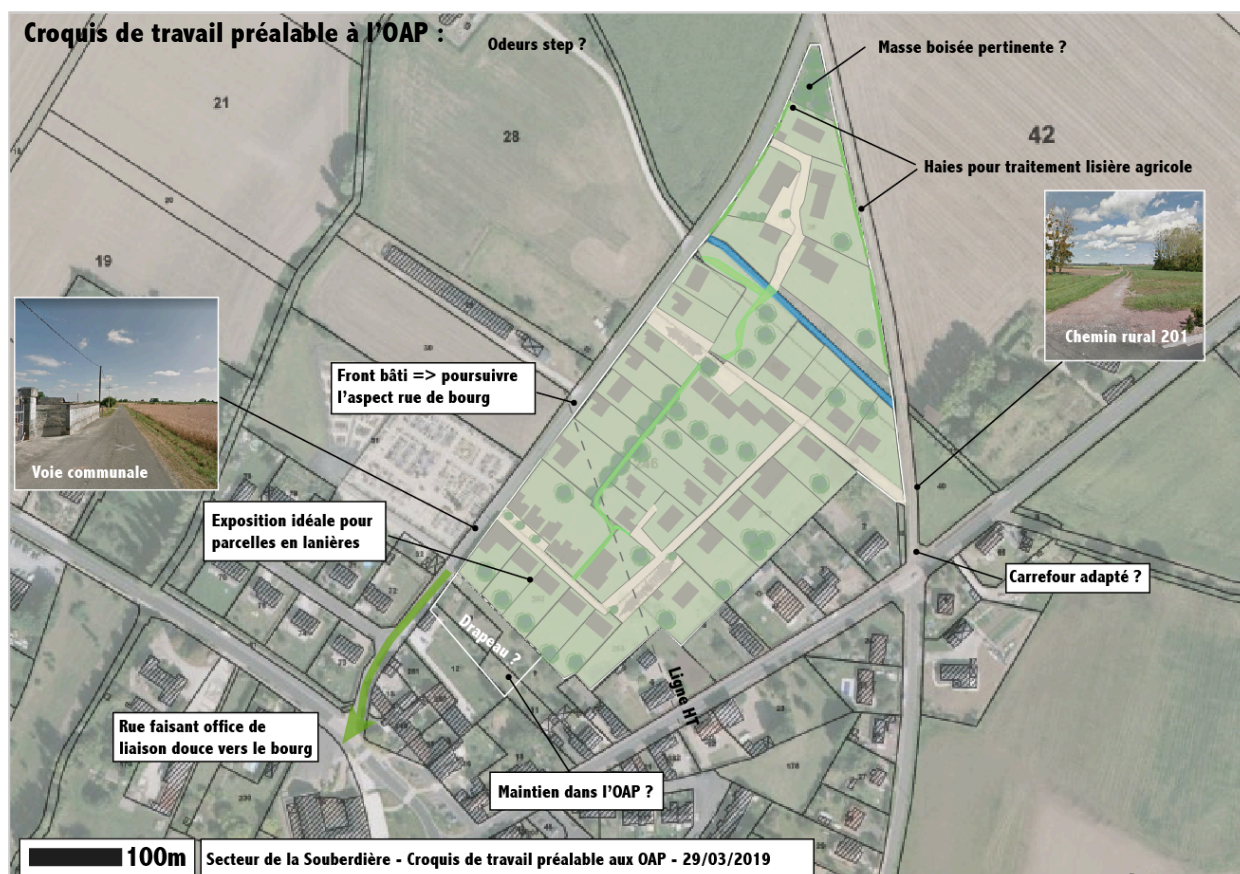 Croquis de travail préalable à l'OAP :
Odeurs step ?
Masse boisée pertinente ?
21
28
42
Haies pour traitement lisière agricole
19
Chemin rural 201
Front bâti => poursuivre
l'aspect rue de bourg
Voie communale
246
Exposition idéale pour
parcelles en lanières
Carrefour adapté ?
Drapeau ?
Ligne HT
Rue faisant office de
liaison douce vers le bourg
Maintien dans l'OAP ?
100m
Secteur de la Souberdière - Croquis de travail préalable aux OAP - 29/03/2019